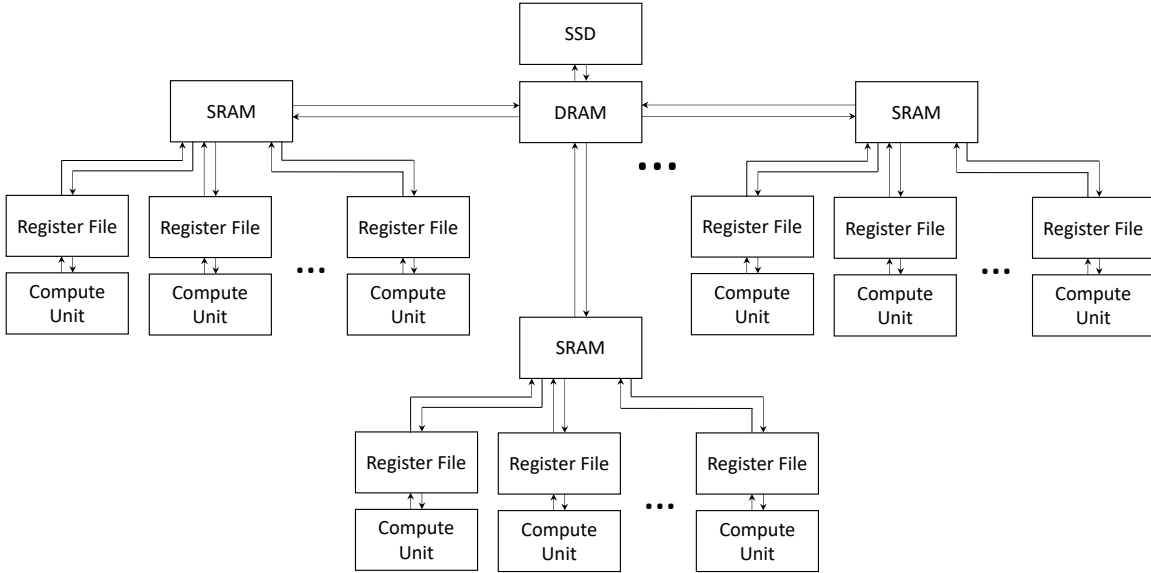 SSD
SRAM
DRAM
SRAM
...
Register File
Register File
Register File
Register File
Register File
Register File
...
...
Compute
Unit
Compute
Unit
Compute
Unit
Compute
Unit
Compute
Unit
Compute
Unit
SRAM
Register File
Register File
Register File
...
Compute
Unit
Compute
Unit
Compute
Unit